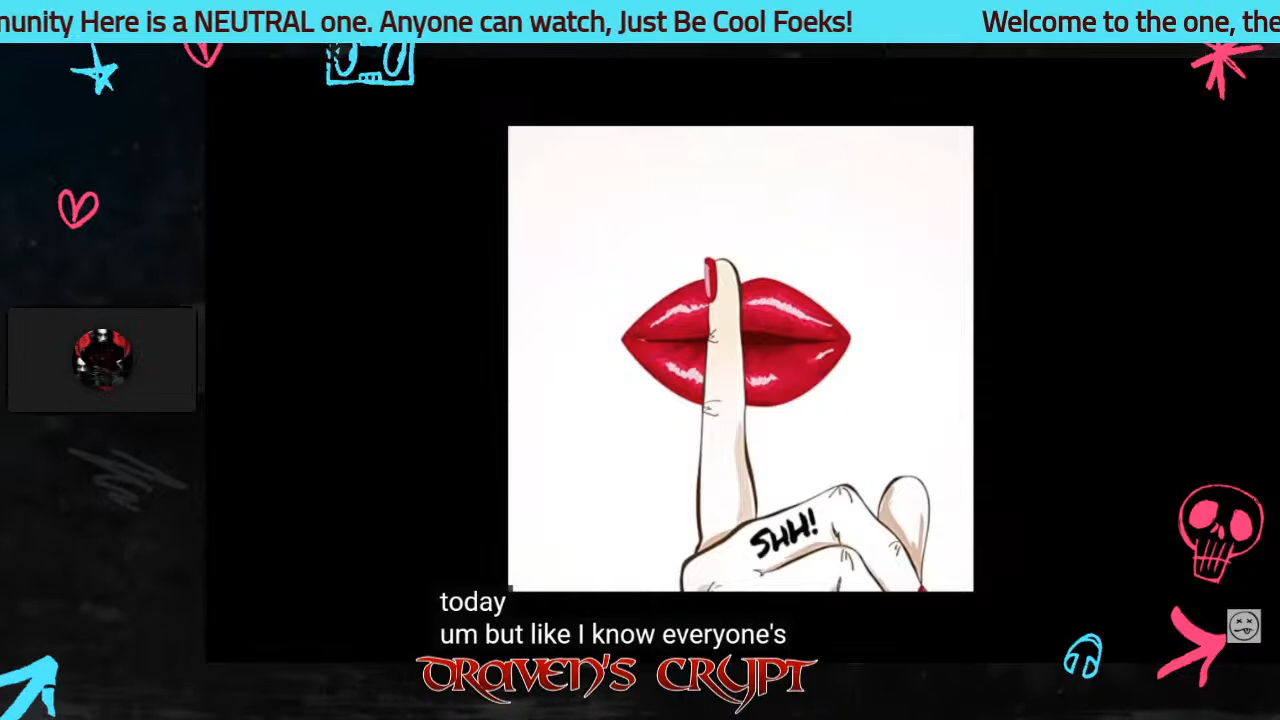 munity Here is a NEUTRAL one. Anyone can watch, Just Be Cool Foeks! Welcome to the one, the
SHH!
today
um but like I know everyone's
DRAVEN'S CRYPT